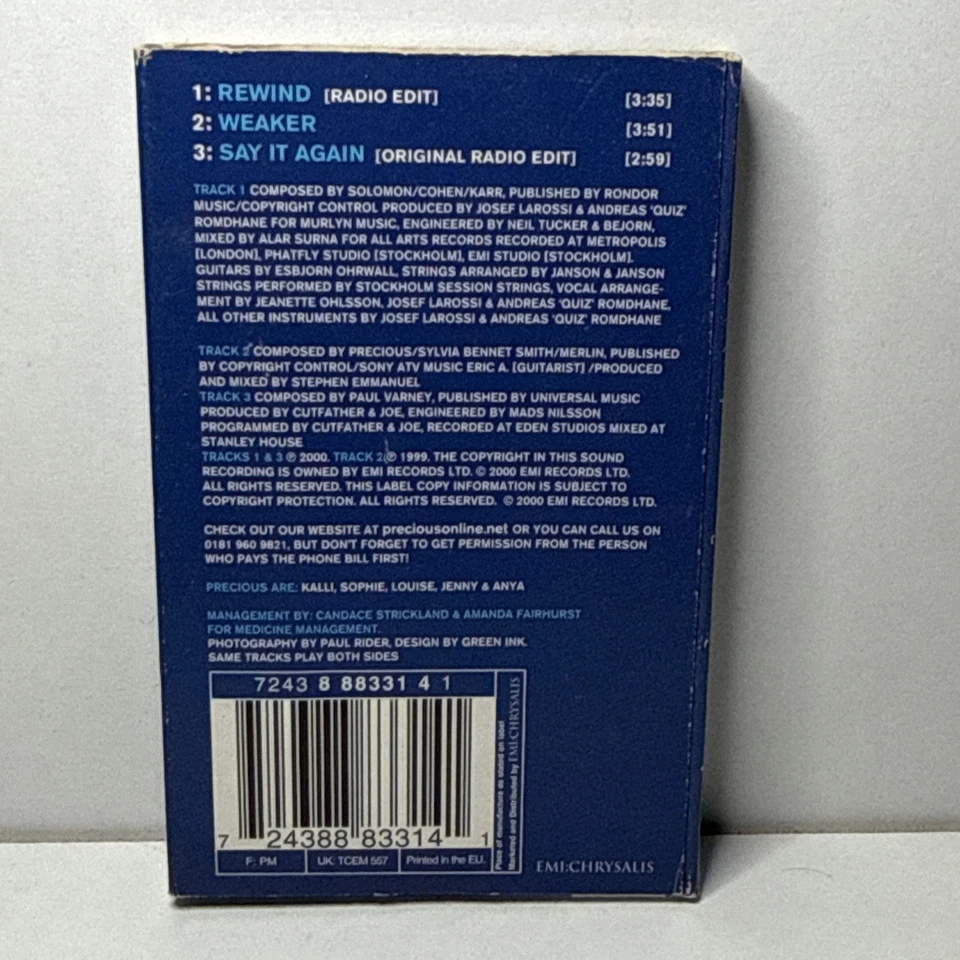 1: REWIND [RADIO EDIT] [3:35]
2: WEAKER [3:51]
3: SAY IT AGAIN [ORIGINAL RADIO EDIT] [2:59]
TRACK 1 COMPOSED BY SOLOMON/COHEN/KARR, PUBLISHED BY RONDOR
MUSIC/COPYRIGHT CONTROL PRODUCED BY JOSEF LAROSSI & ANDREAS 'QUIZ'
ROMDHANE FOR MURLYN MUSIC, ENGINEERED BY NEIL TUCKER & BEJORN,
MIXED BY ALAR SURNA FOR ALL ARTS RECORDS RECORDED AT METROPOLIS
[LONDON], PHATFLY STUDIO [STOCKHOLM], EMI STUDIO [STOCKHOLM].
GUITARS BY ESBJORN OHRWALL, STRINGS ARRANGED BY JANSON & JANSON
STRINGS PERFORMED BY STOCKHOLM SESSION STRINGS, VOCAL ARRANGE-
MENT BY JEANETTE OHLSSON, JOSEF LAROSSI & ANDREAS 'QUIZ' ROMDHANE,
ALL OTHER INSTRUMENTS BY JOSEF LAROSSI & ANDREAS 'QUIZ' ROMDHANE
TRACK 2 COMPOSED BY PRECIOUS/SYLVIA BENNET SMITH/MERLIN, PUBLISHED
BY COPYRIGHT CONTROL/SONY ATV MUSIC ERIC A. [GUITARIST] /PRODUCED
AND MIXED BY STEPHEN EMMANUEL
TRACK 3 COMPOSED BY PAUL VARNEY, PUBLISHED BY UNIVERSAL MUSIC
PRODUCED BY CUTFATHER & JOE, ENGINEERED BY MADS NILSSON
PROGRAMMED BY CUTFATHER & JOE, RECORDED AT EDEN STUDIOS MIXED AT
STANLEY HOUSE
TRACKS 1 & 3 ℗ 2000. TRACK 2 ℗ 1999. THE COPYRIGHT IN THIS SOUND
RECORDING IS OWNED BY EMI RECORDS LTD. © 2000 EMI RECORDS LTD.
ALL RIGHTS RESERVED. THIS LABEL COPY INFORMATION IS SUBJECT TO
COPYRIGHT PROTECTION. ALL RIGHTS RESERVED. © 2000 EMI RECORDS LTD.
CHECK OUT OUR WEBSITE AT preciousonline.net OR YOU CAN CALL US ON
0181 960 9821, BUT DON'T FORGET TO GET PERMISSION FROM THE PERSON
WHO PAYS THE PHONE BILL FIRST!
PRECIOUS ARE: KALLI, SOPHIE, LOUISE, JENNY & ANYA
MANAGEMENT BY: CANDACE STRICKLAND & AMANDA FAIRHURST
FOR MEDICINE MANAGEMENT.
PHOTOGRAPHY BY PAUL RIDER, DESIGN BY GREEN INK.
SAME TRACKS PLAY BOTH SIDES
7243 8 88331 4 1
7 24388 83314 1
F: PM UK: TCEM 557 Printed in the EU.
Place of manufacture as stated on label
Marketed and Distributed by EMI:CHRYSALIS
EMI:CHRYSALIS